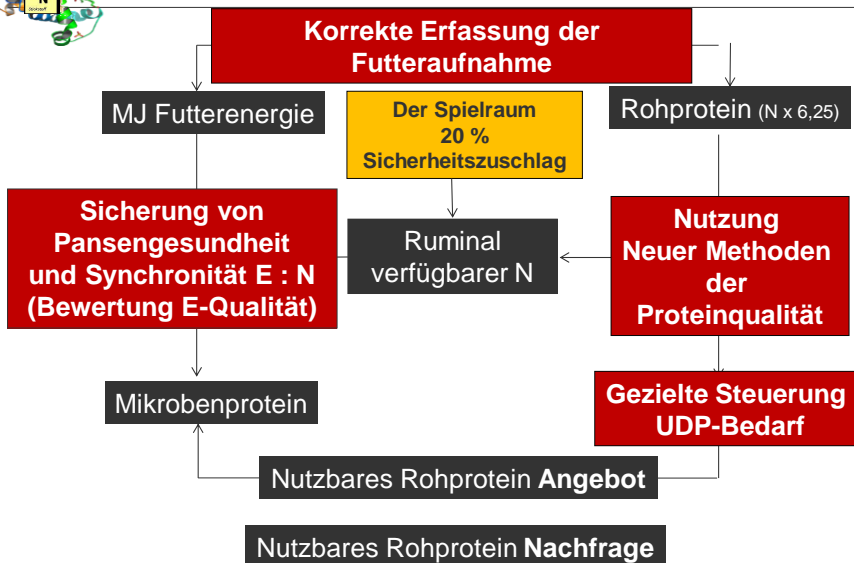 N
Stickstoff
Korrekte Erfassung der
Futteraufnahme
MJ Futterenergie
Der Spielraum
20 %
Sicherheitszuschlag
Rohprotein (N x 6,25)
Sicherung von
Pansengesundheit
und Synchronität E : N
(Bewertung E-Qualität)
Ruminal
verfügbarer N
Nutzung
Neuer Methoden
der
Proteinqualität
Mikrobenprotein
Gezielte Steuerung
UDP-Bedarf
Nutzbares Rohprotein Angebot
Nutzbares Rohprotein Nachfrage